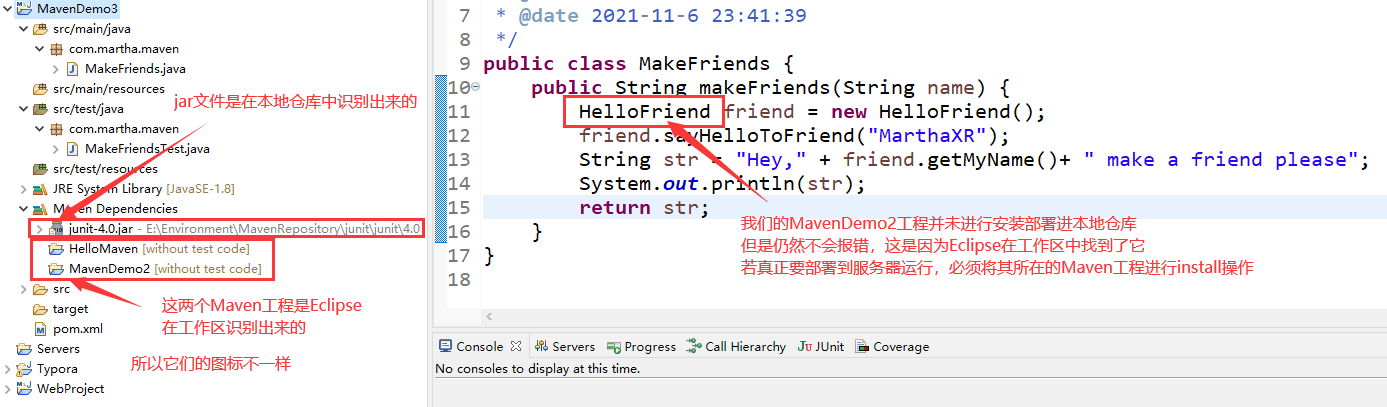 MavenDemo3
src/main/java
com.martha.maven
MakeFriends.java
src/main/resources
src/test/java
com.martha.maven
MakeFriendsTest.java
src/test/resources
JRE System Library [JavaSE-1.8]
Maven Dependencies
junit-4.0.jar - E:\Environment\MavenRepository\junit\junit\4.0
HelloMaven [without test code]
MavenDemo2 [without test code]
src
target
pom.xml
Servers
Typora
WebProject
jar文件是在本地仓库中识别出来的
这两个Maven工程是Eclipse
在工作区识别出来的
所以它们的图标不一样
7 * @date 2021-11-6 23:41:39
8 */
9 public class MakeFriends {
10 public String makeFriends(String name) {
11 HelloFriend friend = new HelloFriend();
12 friend.sayHelloToFriend("MarthaXR");
13 String str = "Hey," + friend.getMyName()+ " make a friend please";
14 System.out.println(str);
15 return str;
16 }
17 }
18
我们的MavenDemo2工程并未进行安装部署进本地仓库
但是仍然不会报错，这是因为Eclipse在工作区中找到了它
若真正要部署到服务器运行，必须将其所在的Maven工程进行install操作
Console Servers Progress Call Hierarchy JUnit Coverage
No consoles to display at this time.